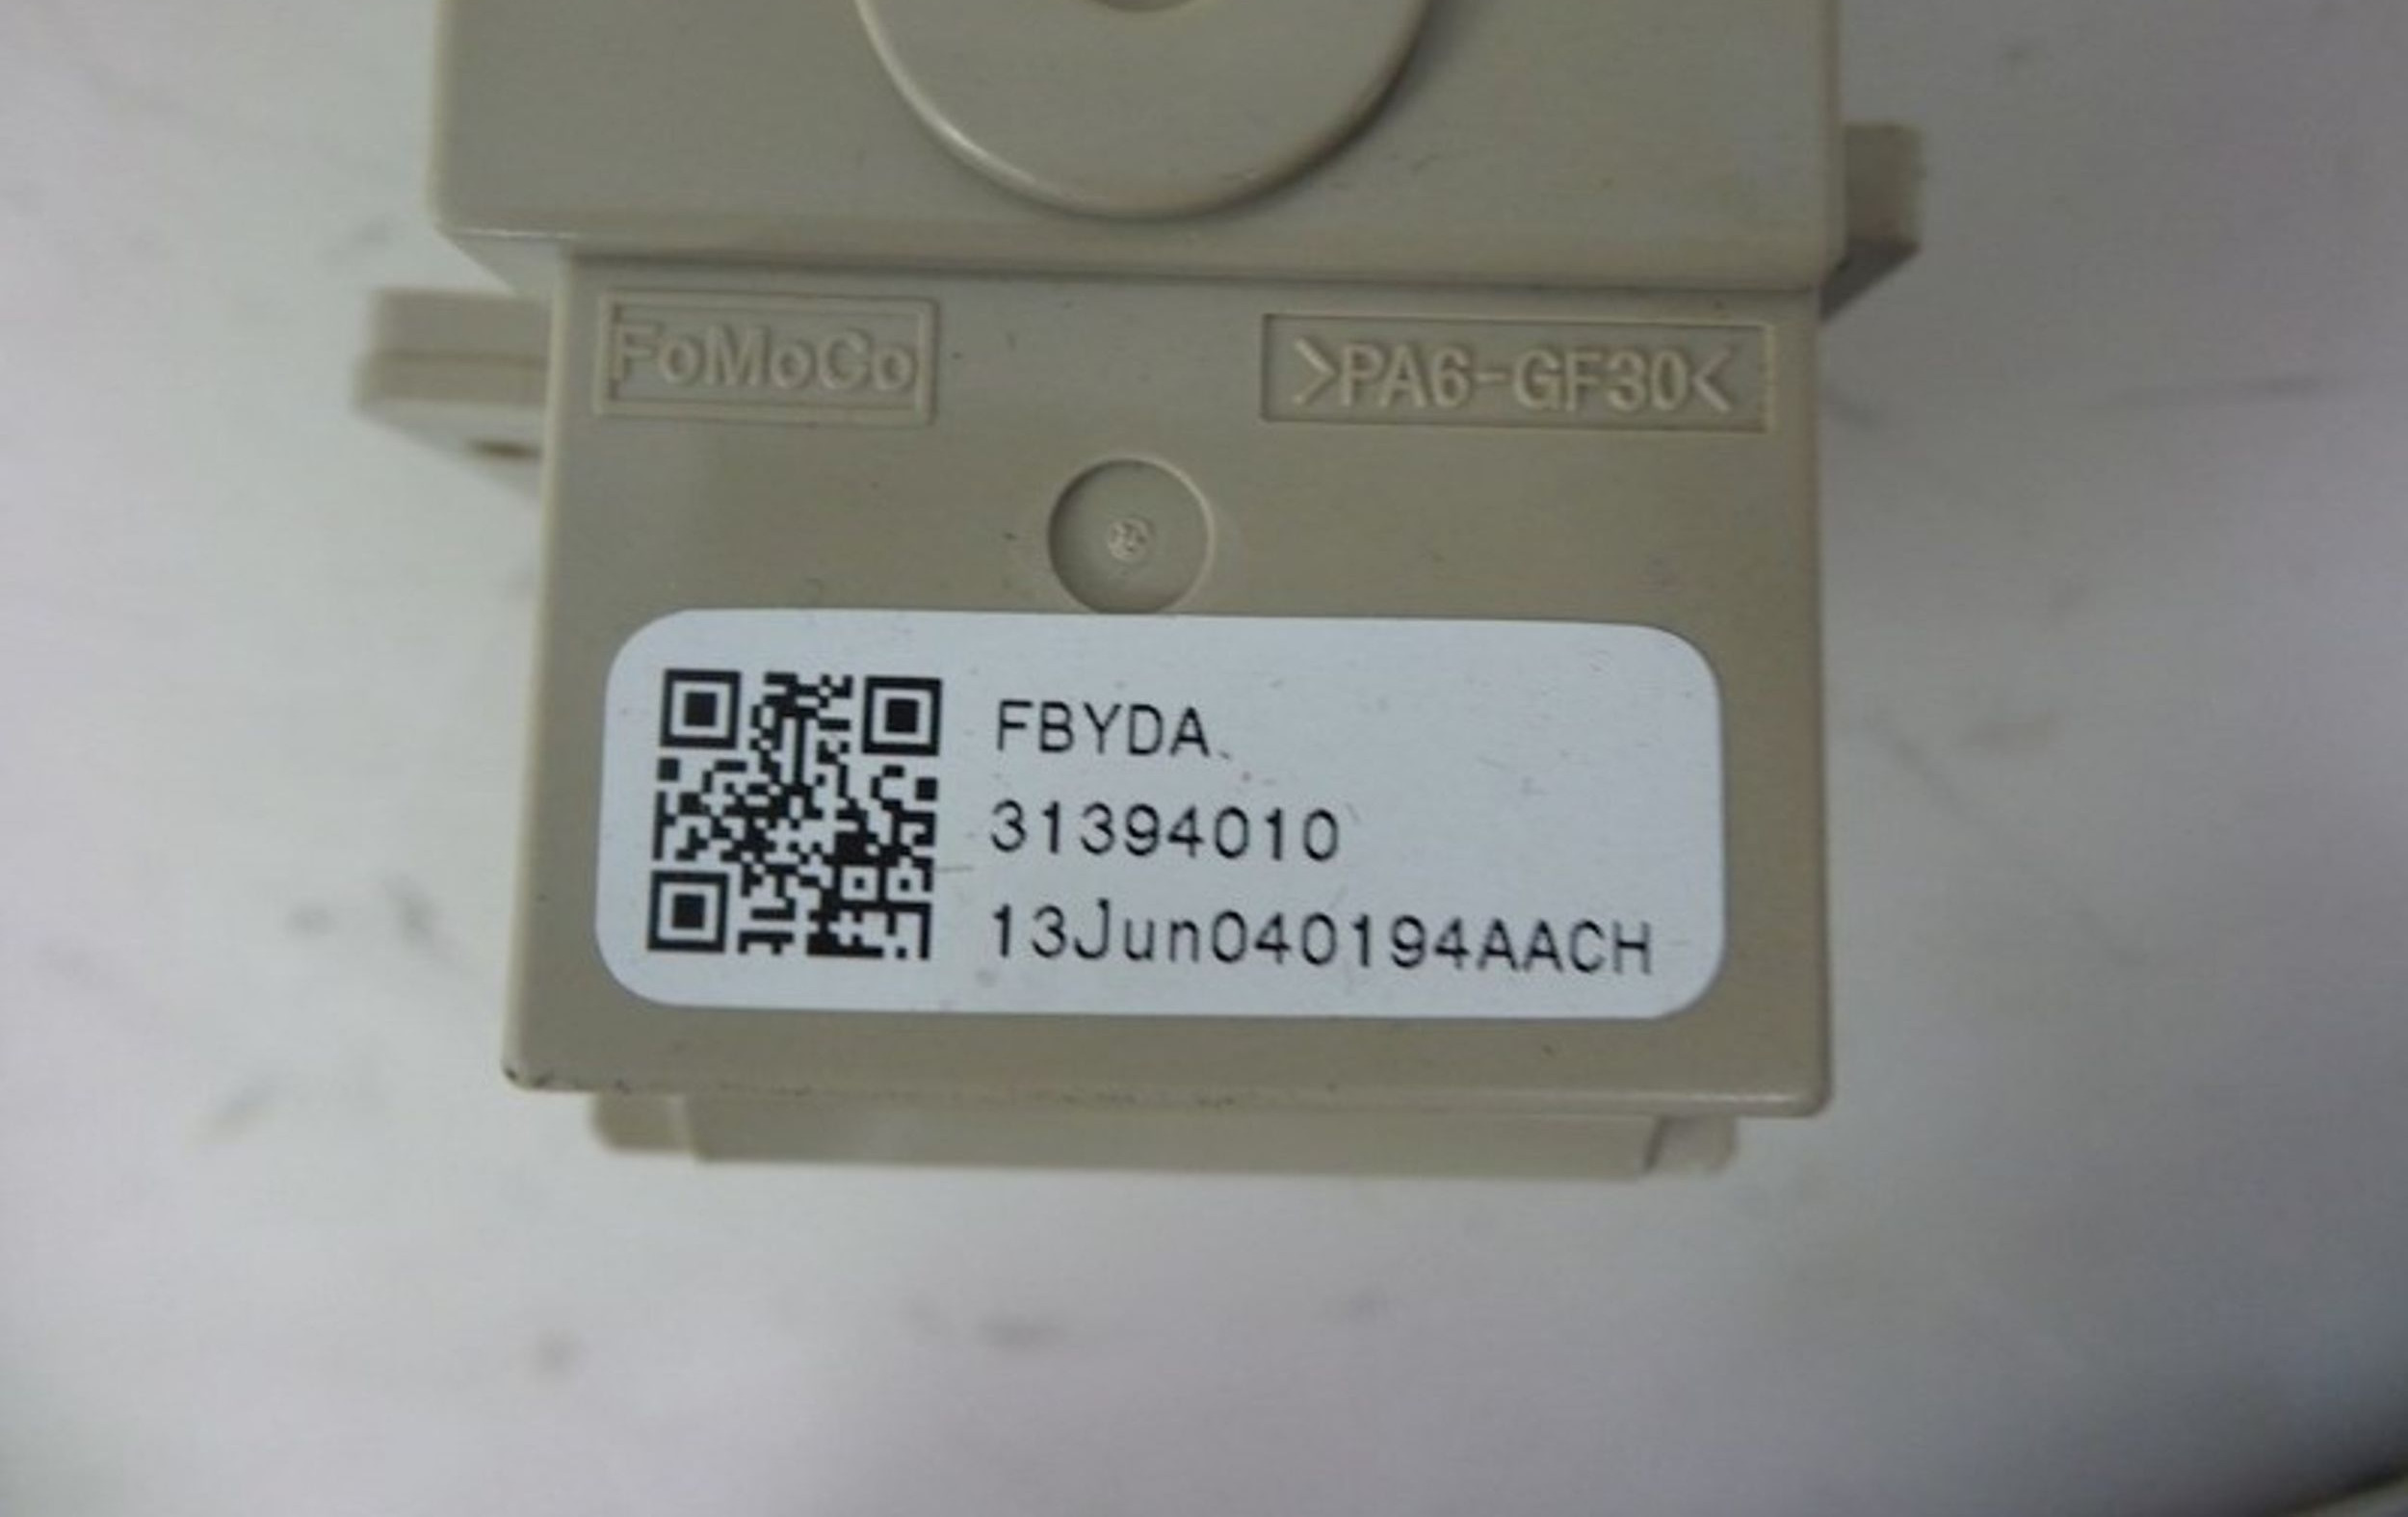 FoMoCo
>PA6-GF30<
FBYDA
31394010
13Jun040194AACH